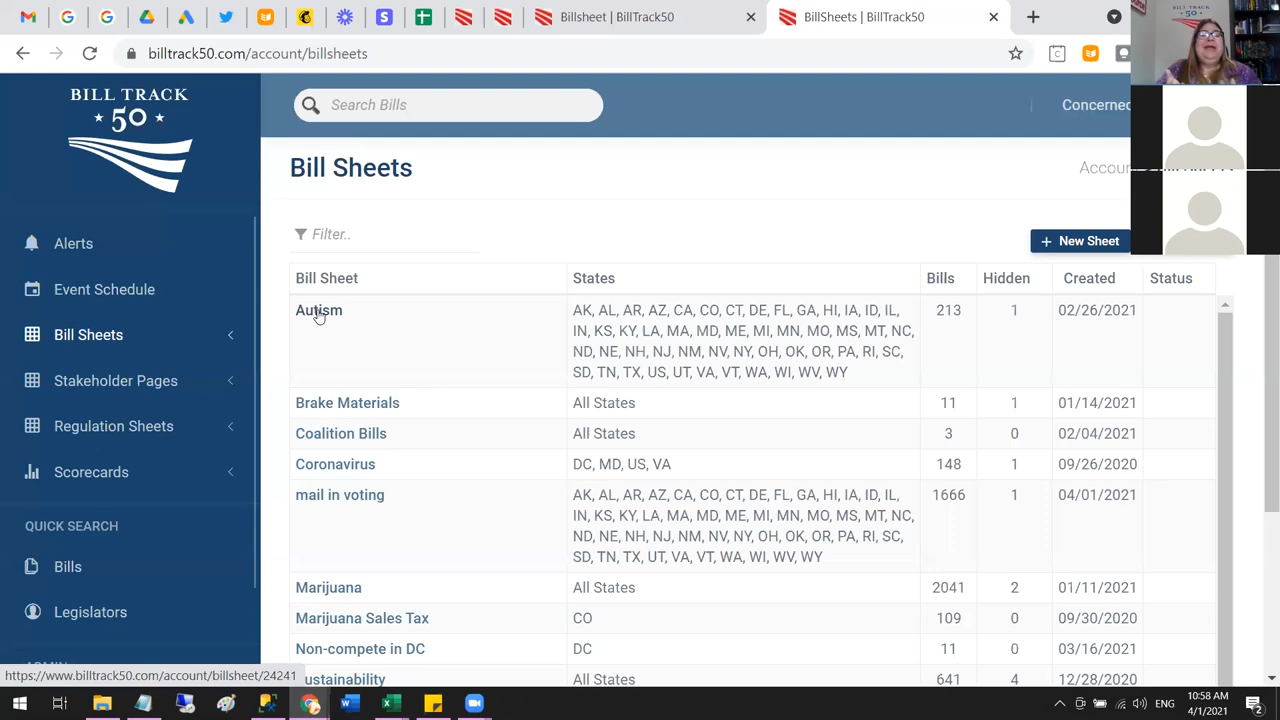 Billsheet | BillTrack50
BillSheets | BillTrack50
billtrack50.com/account/billsheets
BILL TRACK
50
BILL TRACK
50
Search Bills
Concerned
Bill Sheets
Alerts
Event Schedule
Bill Sheets
Stakeholder Pages
Regulation Sheets
Scorecards
QUICK SEARCH
Bills
Legislators
Filter..
+ New Sheet
Bill Sheet States Bills Hidden Created Status
Autism AK, AL, AR, AZ, CA, CO, CT, DE, FL, GA, HI, IA, ID, IL, 213 1 02/26/2021
IN, KS, KY, LA, MA, MD, ME, MI, MN, MO, MS, MT, NC,
ND, NE, NH, NJ, NM, NV, NY, OH, OK, OR, PA, RI, SC,
SD, TN, TX, US, UT, VA, VT, WA, WI, WV, WY
Brake Materials All States 11 1 01/14/2021
Coalition Bills All States 3 0 02/04/2021
Coronavirus DC, MD, US, VA 148 1 09/26/2020
mail in voting AK, AL, AR, AZ, CA, CO, CT, DE, FL, GA, HI, IA, ID, IL, 1666 1 04/01/2021
IN, KS, KY, LA, MA, MD, ME, MI, MN, MO, MS, MT, NC,
ND, NE, NH, NJ, NM, NV, NY, OH, OK, OR, PA, RI, SC,
SD, TN, TX, UT, VA, VT, WA, WI, WV, WY
Marijuana All States 2041 2 01/11/2021
Marijuana Sales Tax CO 109 0 09/30/2020
Non-compete in DC DC 11 0 03/16/2021
Sustainability All States 641 4 12/28/2020
https://www.billtrack50.com/account/billsheet/24241
ENG
10:58 AM
4/1/2021
2